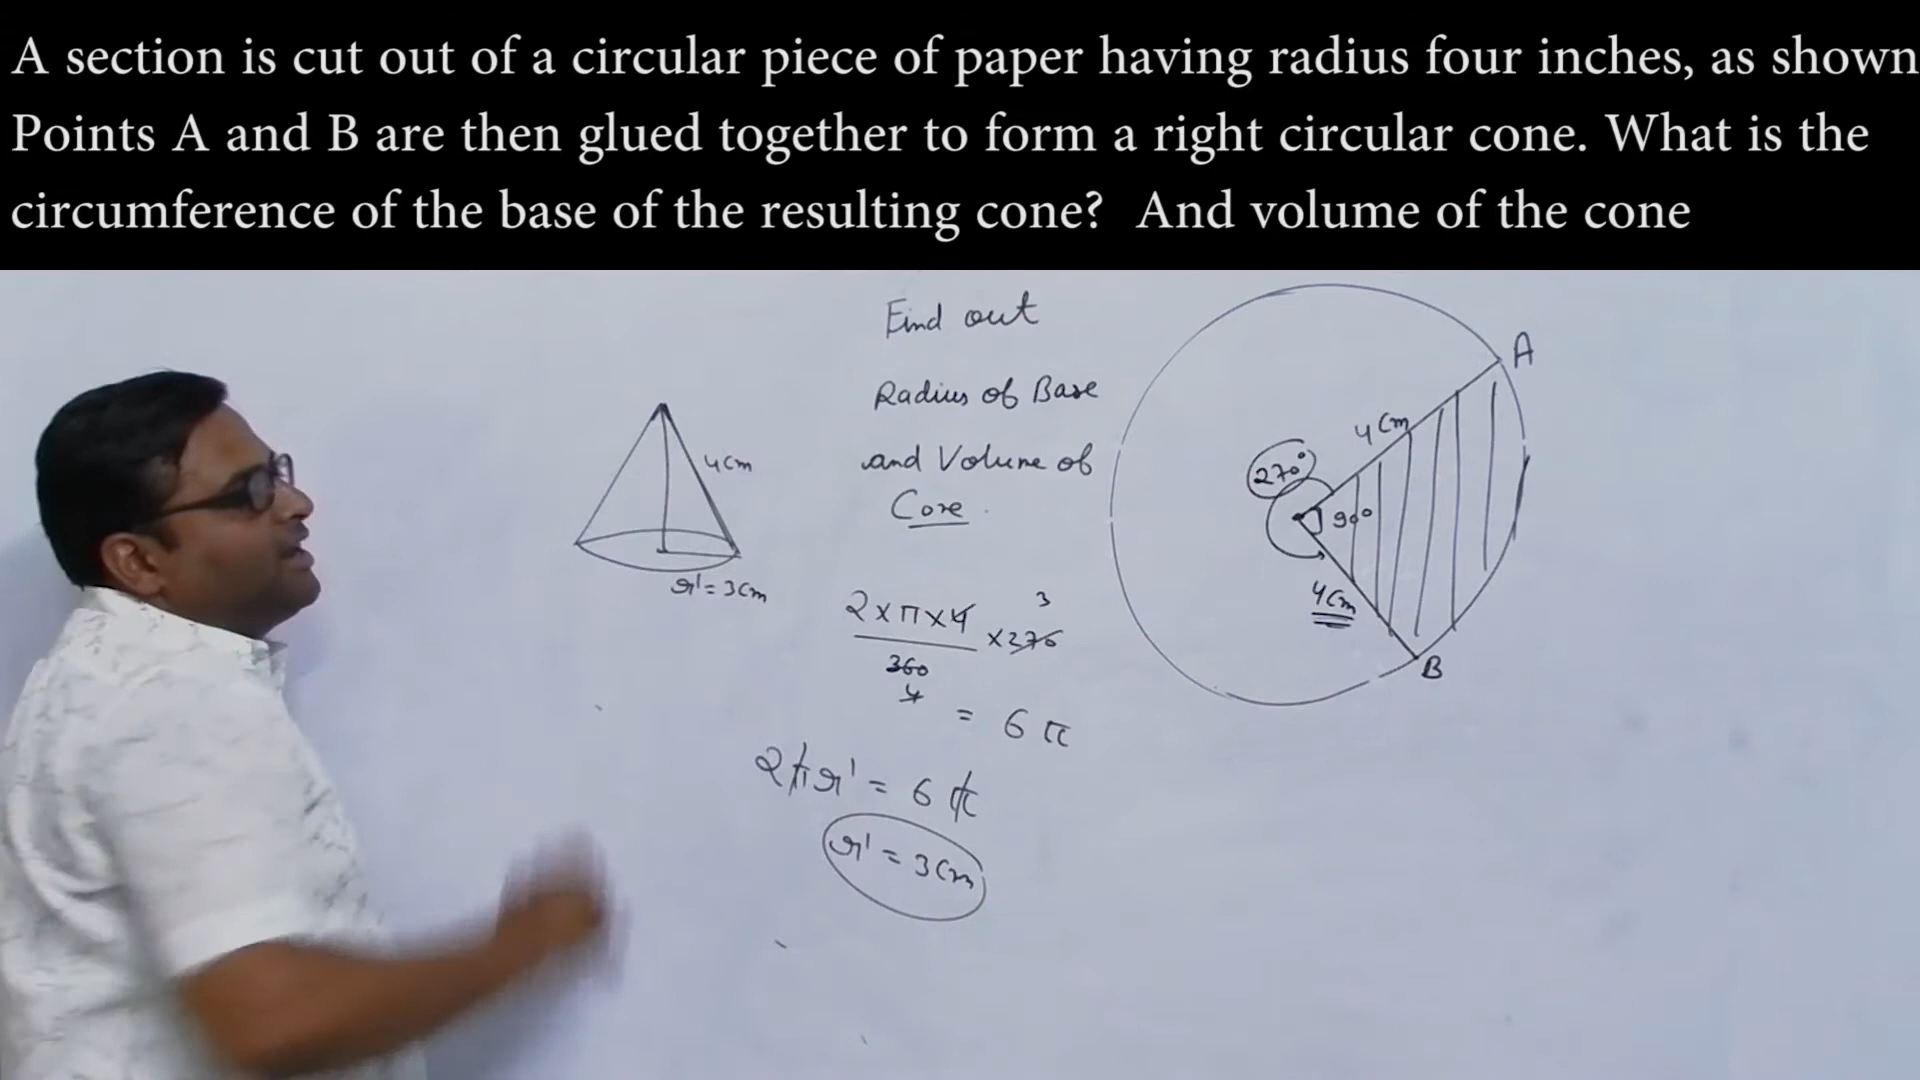 A section is cut out of a circular piece of paper having radius four inches, as shown
Points A and B are then glued together to form a right circular cone. What is the
circumference of the base of the resulting cone? And volume of the cone
Find out
Radius of Base
and Volume of
Cone.
4cm
r' = 3cm
A
4cm
270°
90°
4cm
B
2×π×4
×270
3
360
4
= 6π
2πr' = 6π
r' = 3cm